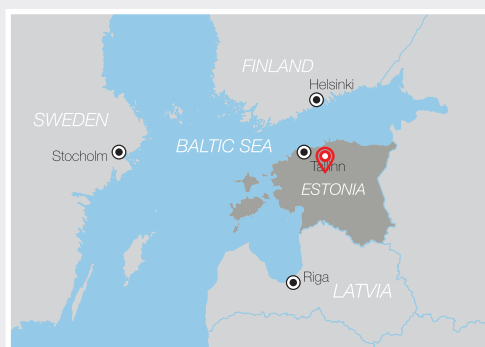 FINLAND
Helsinki
SWEDEN
Stocholm
BALTIC SEA
Tallinn
ESTONIA
Riga
LATVIA